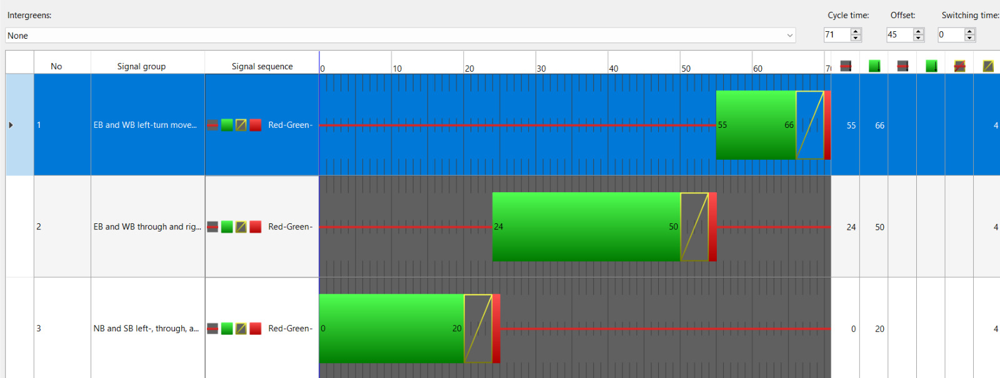 Intergreens: Cycle time: Offset: Switching time:
None 71 45 0
No Signal group Signal sequence 0 10 20 30 40 50 60
1 EB and WB left-turn move... Red-Green- 55 66 55 66 4
2 EB and WB through and rig... Red-Green- 24 50 24 50 4
3 NB and SB left-, through, a... Red-Green- 0 20 0 20 4